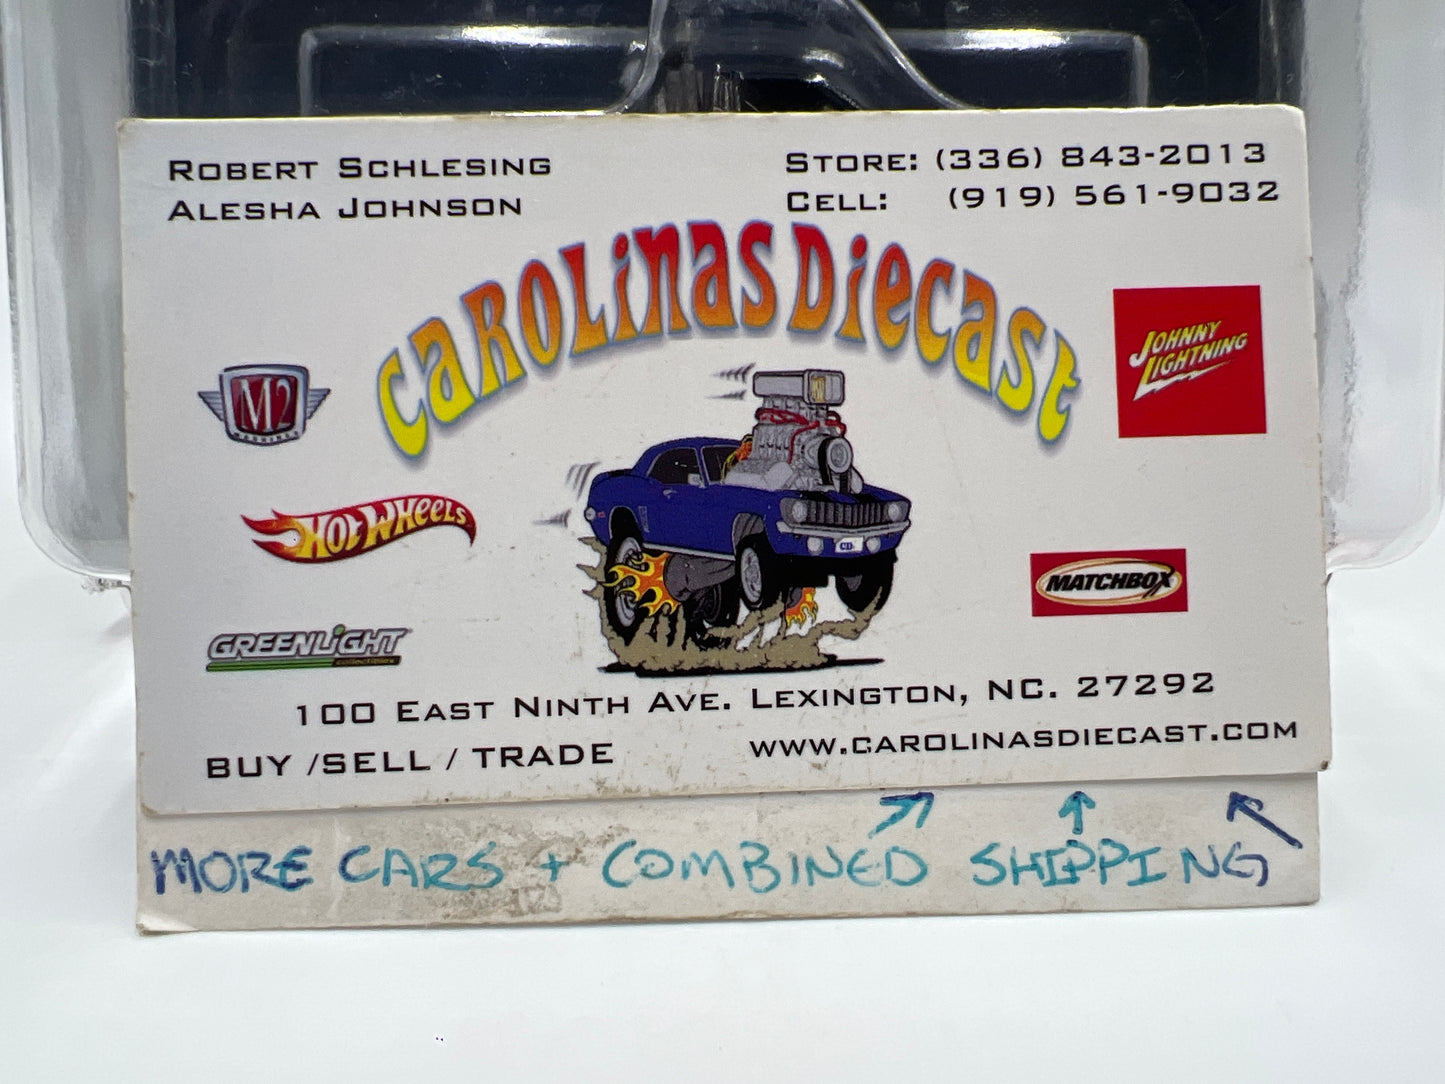 ROBERT SCHLESING
ALESHA JOHNSON
STORE: (336) 843-2013
CELL: (919) 561-9032
CAROLiNAS DiECAST
M2
MACHINES
JOHNNY
LIGHTNING
HOT WHEELS
MATCHBOX
GREENLiGHT
collectibles
100 EAST NINTH AVE. LEXINGTON, NC. 27292
BUY /SELL / TRADE
WWW.CAROLINASDIECAST.COM
MORE CARS + COMBINED SHIPPING